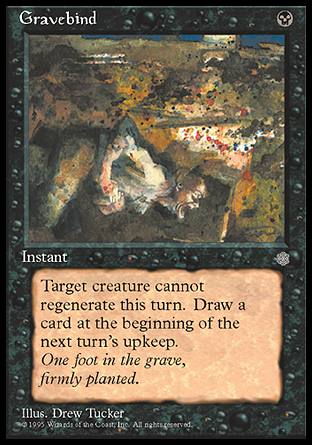 Gravebind
Instant
Target creature cannot
regenerate this turn. Draw a
card at the beginning of the
next turn's upkeep.
One foot in the grave,
firmly planted.
Illus. Drew Tucker
© 1995 Wizards of the Coast, Inc. All rights reserved.